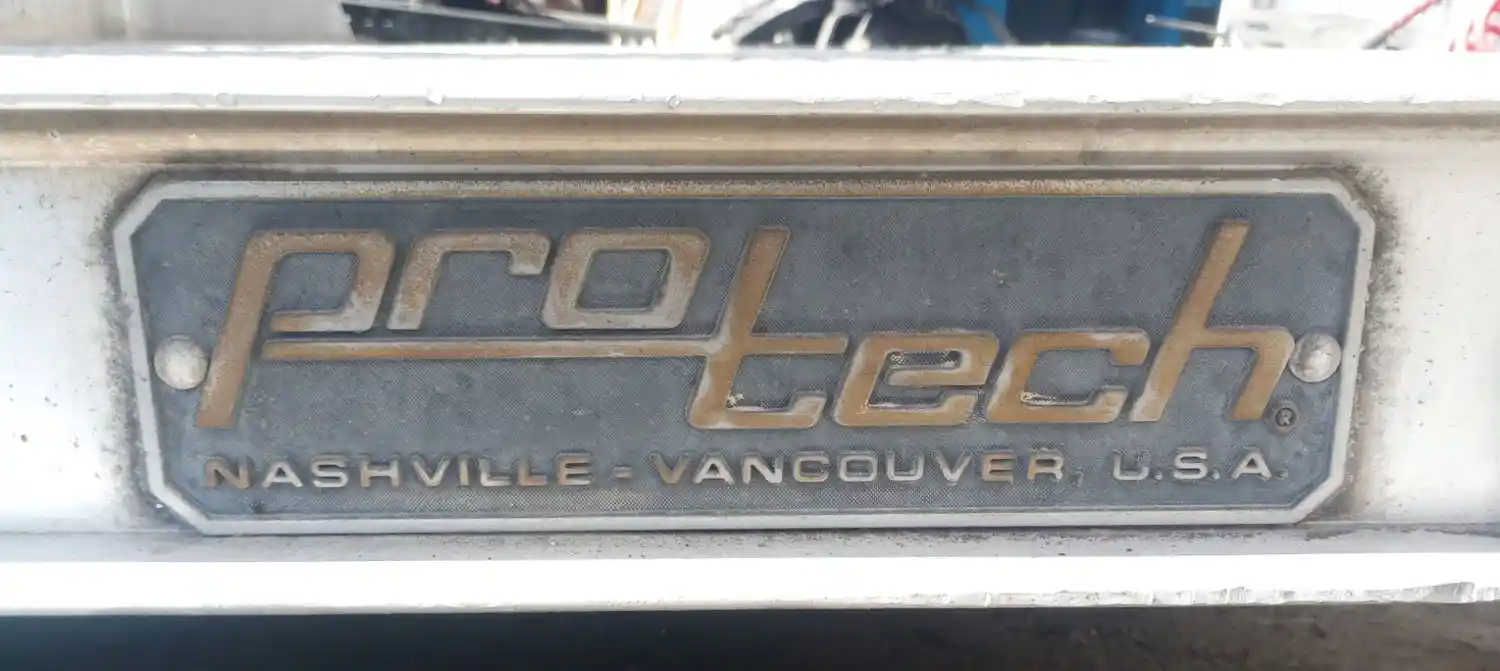 protech®
NASHVILLE - VANCOUVER, U.S.A.